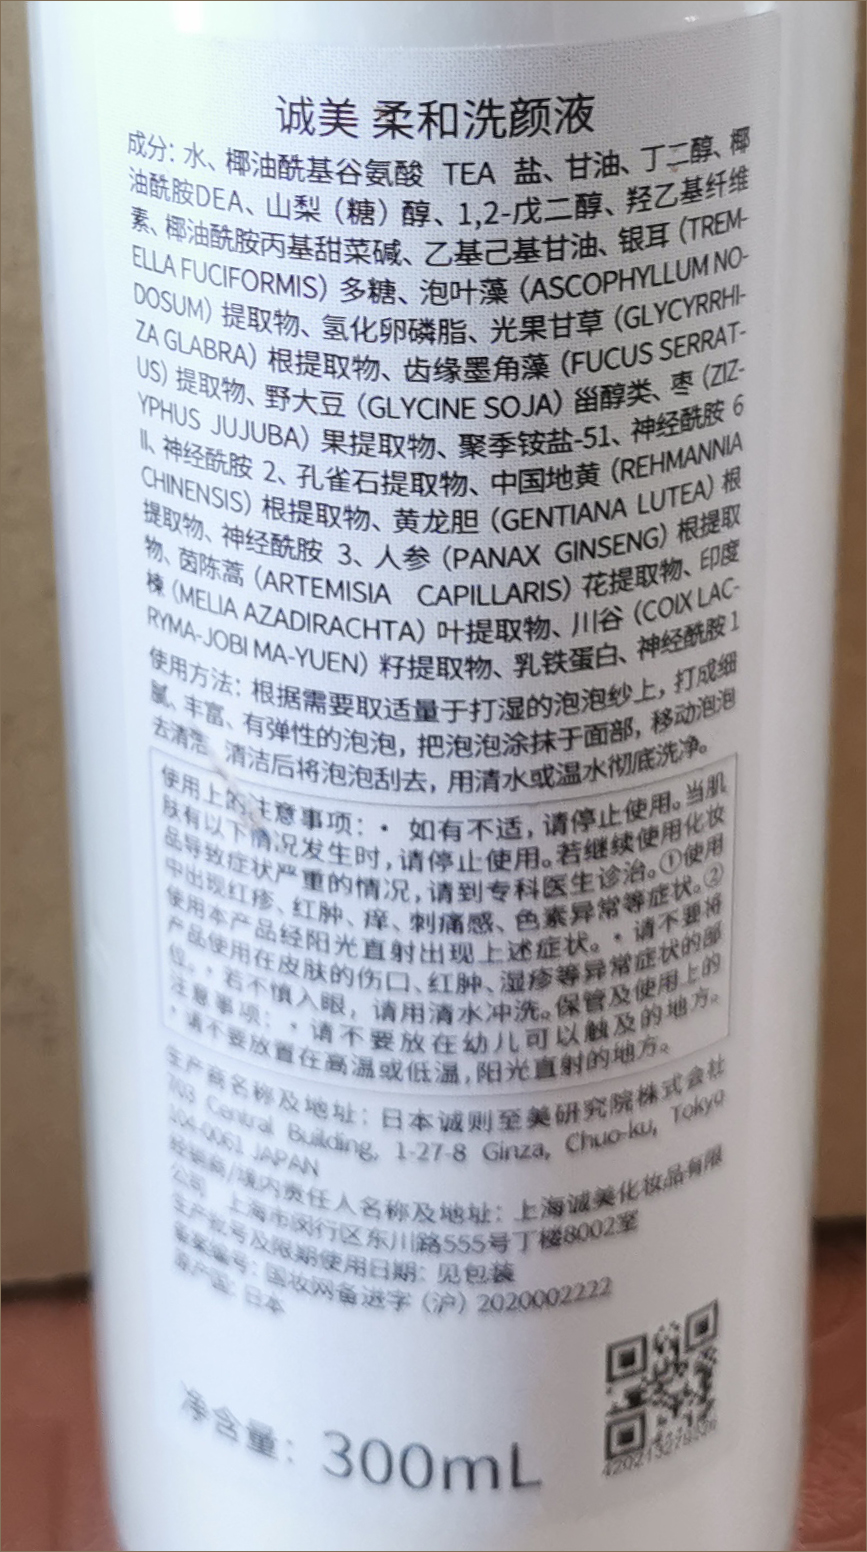 诚美 柔和洗颜液
成分：水、椰油酰基谷氨酸 TEA 盐、甘油、丁二醇、椰
油酰胺DEA、山梨（糖）醇、1,2-戊二醇、羟乙基纤维
素、椰油酰胺丙基甜菜碱、乙基己基甘油、银耳（TREM-
ELLA FUCIFORMIS）多糖、泡叶藻（ASCOPHYLLUM NO-
DOSUM）提取物、氢化卵磷脂、光果甘草（GLYCYRRHI-
ZA GLABRA）根提取物、齿缘墨角藻（FUCUS SERRAT-
US）提取物、野大豆（GLYCINE SOJA）甾醇类、枣（ZIZ-
YPHUS JUJUBA）果提取物、聚季铵盐-51、神经酰胺 6
II、神经酰胺 2、孔雀石提取物、中国地黄（REHMANNIA
CHINENSIS）根提取物、黄龙胆（GENTIANA LUTEA）根
提取物、神经酰胺 3、人参（PANAX GINSENG）根提取
物、茵陈蒿（ARTEMISIA CAPILLARIS）花提取物、印度
楝（MELIA AZADIRACHTA）叶提取物、川谷（COIX LAC-
RYMA-JOBI MA-YUEN）籽提取物、乳铁蛋白、神经酰胺 1
使用方法：根据需要取适量于打湿的泡泡纱上，打成细
腻、丰富、有弹性的泡泡，把泡泡涂抹于面部，移动泡泡
去清洁 清洁后将泡泡刮去，用清水或温水彻底洗净。
使用上的注意事项：・ 如有不适，请停止使用。当肌
肤有以下情况发生时，请停止使用。若继续使用化妆
品导致症状严重的情况，请到专科医生诊治。①使用
中出现红疹、红肿、痒、刺痛感、色素异常等症状。②
使用本产品经阳光直射出现上述症状。・请不要将
产品使用在皮肤的伤口、红肿、湿疹等异常症状的部
位。・若不慎入眼，请用清水冲洗。保管及使用上的
注意事项：・请不要放在幼儿可以触及的地方。
・请不要放置在高温或低温，阳光直射的地方。
生产商名称及地址：日本诚则至美研究院株式会社
703 Central Building, 1-27-8 Ginza, Chuo-ku, Tokyo
104-0061 JAPAN
经销商/境内责任人名称及地址：上海诚美化妆品有限
公司 上海市闵行区东川路555号丁楼8002室
生产批号及限期使用日期：见包装
备案编号：国妆网备进字（沪）2020002222
原产国：日本
净含量：300mL